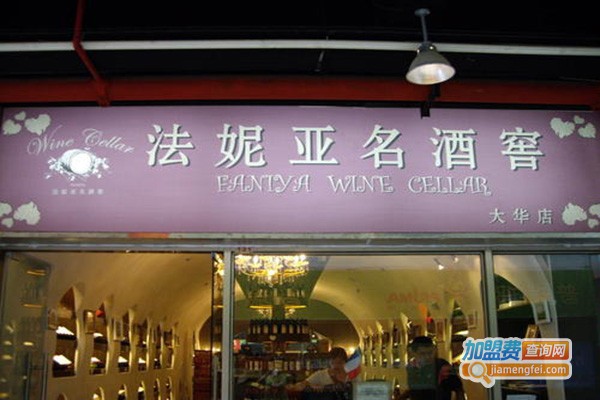 Wine Cellar
法妮亚名酒窖
FANIYA WINE CELLAR
大华店
加盟费查询网
jiamengfei.com